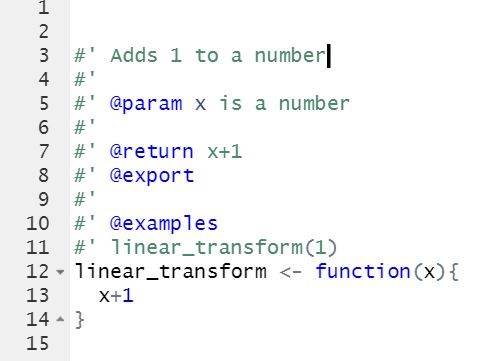 1
2
3 #' Adds 1 to a number
4 #'
5 #' @param x is a number
6 #'
7 #' @return x+1
8 #' @export
9 #'
10 #' @examples
11 #' linear_transform(1)
12 linear_transform <- function(x){
13   x+1
14 }
15